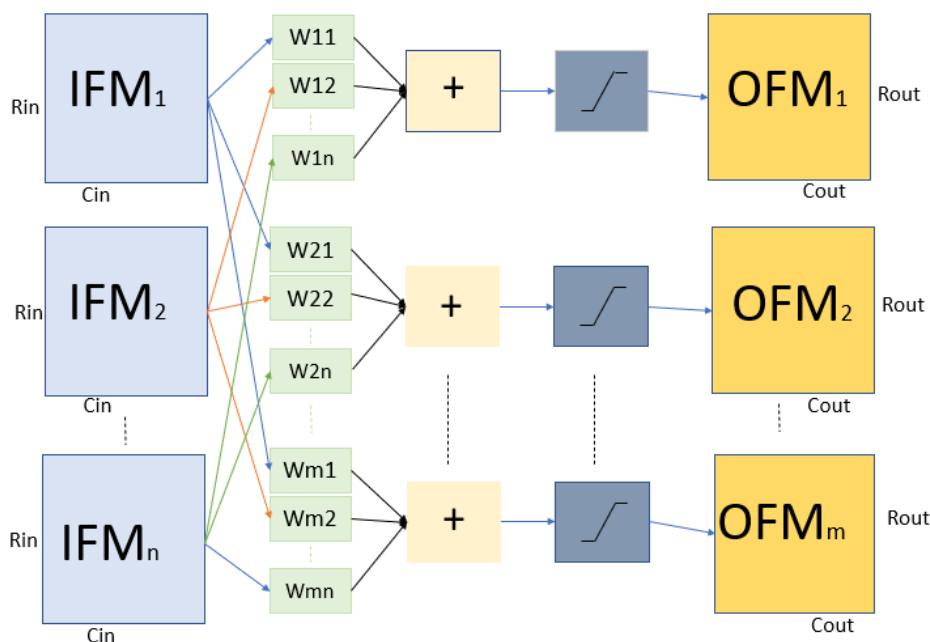 IFM1
Rin
Cin
W11
W12
W1n
+
OFM1
Rout
Cout
IFM2
Rin
Cin
W21
W22
W2n
+
OFM2
Rout
Cout
IFMn
Rin
Cin
Wm1
Wm2
Wmn
+
OFMm
Rout
Cout